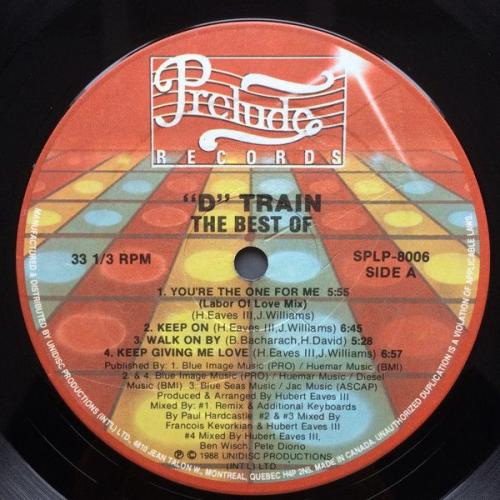 Prelude
RECORDS
"D" TRAIN
THE BEST OF
33 1/3 RPM
SPLP-8006
SIDE A
1. YOU'RE THE ONE FOR ME 5:55
(Labor Of Love Mix)
(H.Eaves III,J.Williams)
2. KEEP ON (H.Eaves III,J.Williams) 6:45
3. WALK ON BY (B.Bacharach,H.David) 5:28
4. KEEP GIVING ME LOVE (H.Eaves III,J.Williams) 6:57
Published By: 1. Blue Image Music (PRO) / Huemar Music (BMI)
2. & 4. Blue Image Music (PRO) / Huemar Music / Diesel
Music (BMI) 3: Blue Seas Music / Jac Music (ASCAP)
Produced & Arranged By Hubert Eaves III
Mixed By: #1. Remix & Additional Keyboards
By Paul Hardcastle #2 & #3 Mixed By
Francois Kevorkian & Hubert Eaves III
#4 Mixed By Hubert Eaves III,
Ben Wisch, Pete Diorio
© ℗ 1986 UNIDISC PRODUCTIONS
(INT'L) LTD.
MANUFACTURED & DISTRIBUTED BY UNIDISC PRODUCTIONS (INT'L) LTD., 4810 JEAN TALON W., MONTREAL, QUEBEC H4P 2N5. MADE IN CANADA. UNAUTHORIZED DUPLICATION IS A VIOLATION OF APPLICABLE LAWS.